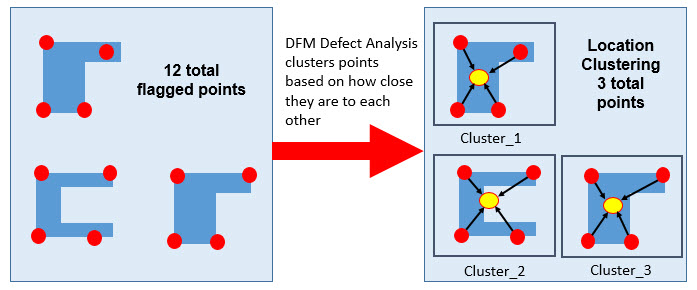 12 total
flagged points
DFM Defect Analysis
clusters points
based on how close
they are to each
other
Location
Clustering
3 total
points
Cluster_1
Cluster_2
Cluster_3